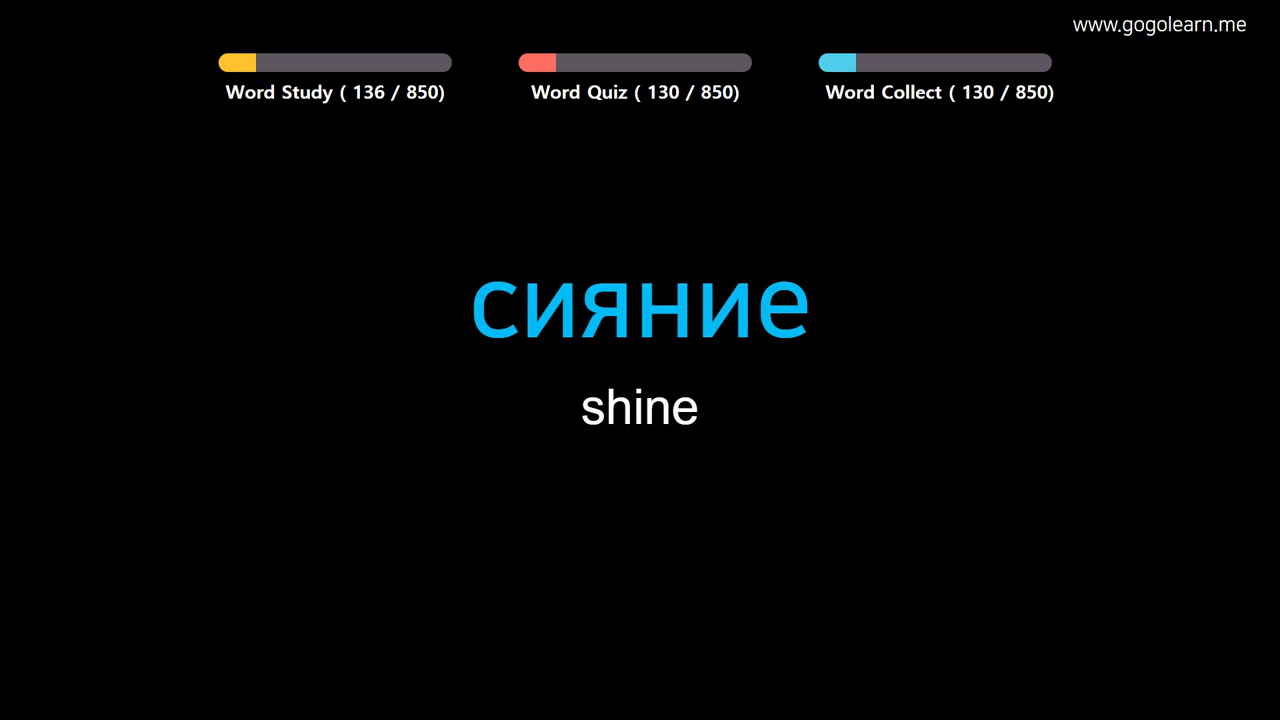 www.gogolearn.me
Word Study ( 136 / 850)
Word Quiz ( 130 / 850)
Word Collect ( 130 / 850)
сияние
shine